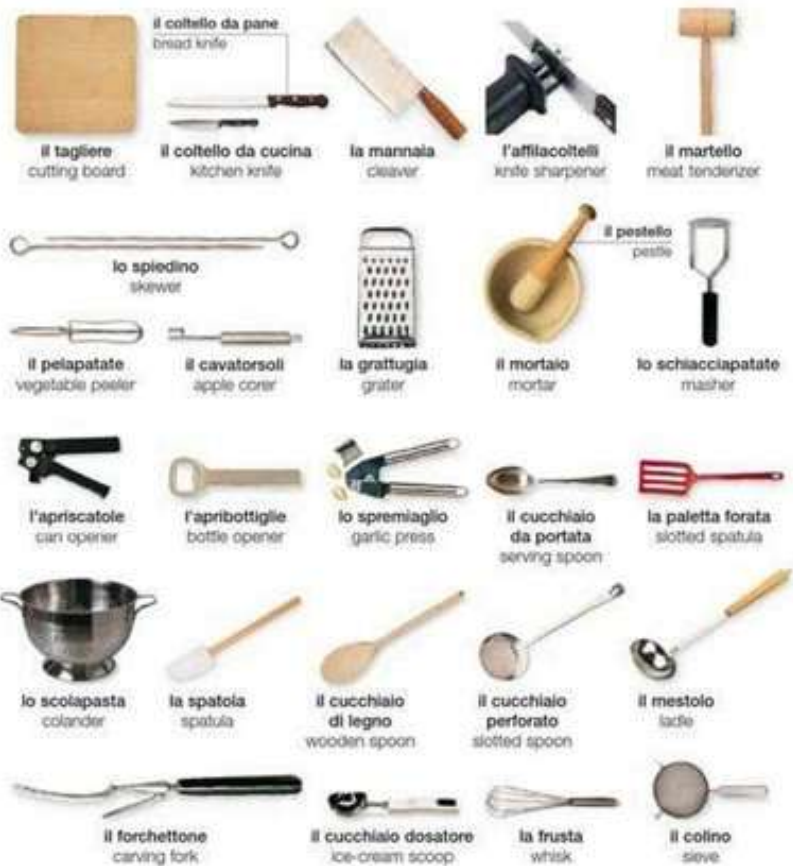 il coltello da pane
bread knife
il tagliere
cutting board
il coltello da cucina
kitchen knife
la mannaia
cleaver
l'affilacoltelli
knife sharpener
il martello
meat tenderizer
lo spiedino
skewer
il pestello
pestle
il pelapatate
vegetable peeler
il cavatorsoli
apple corer
la grattugia
grater
il mortaio
mortar
lo schiacciapatate
masher
l'apriscatole
can opener
l'apribottiglie
bottle opener
lo spremiaglio
garlic press
il cucchiaio
da portata
serving spoon
la paletta forata
slotted spatula
lo scolapasta
colander
la spatola
spatula
il cucchiaio
di legno
wooden spoon
il cucchiaio
perforato
slotted spoon
il mestolo
ladle
il forchettone
carving fork
il cucchiaio dosatore
ice-cream scoop
la frusta
whisk
il colino
sieve